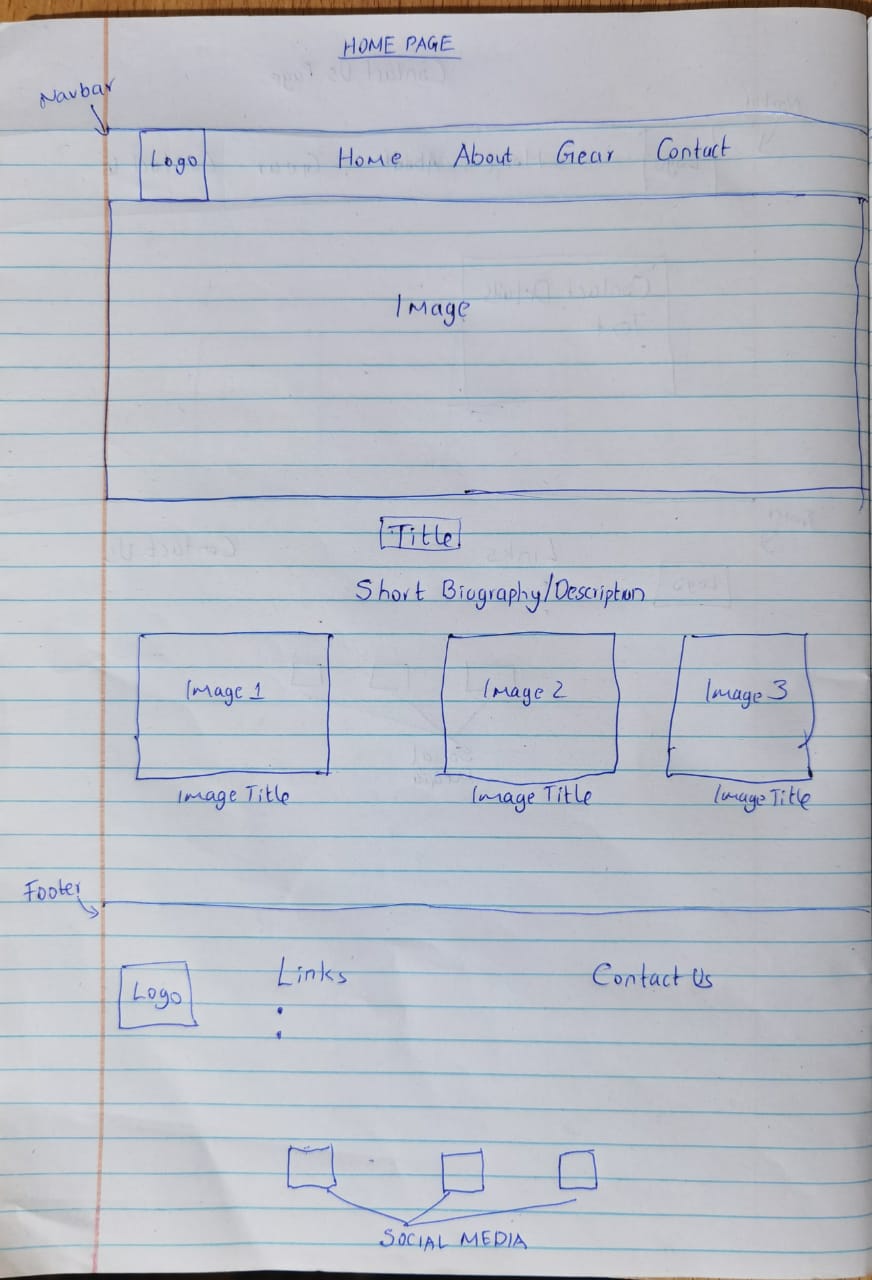 HOME PAGE
Navbar
Logo Home About Gear Contact
Image
Title
Short Biography/Description
Image 1 Image 2 Image 3
Image Title Image Title Image Title
Footer
Logo Links Contact Us
SOCIAL MEDIA